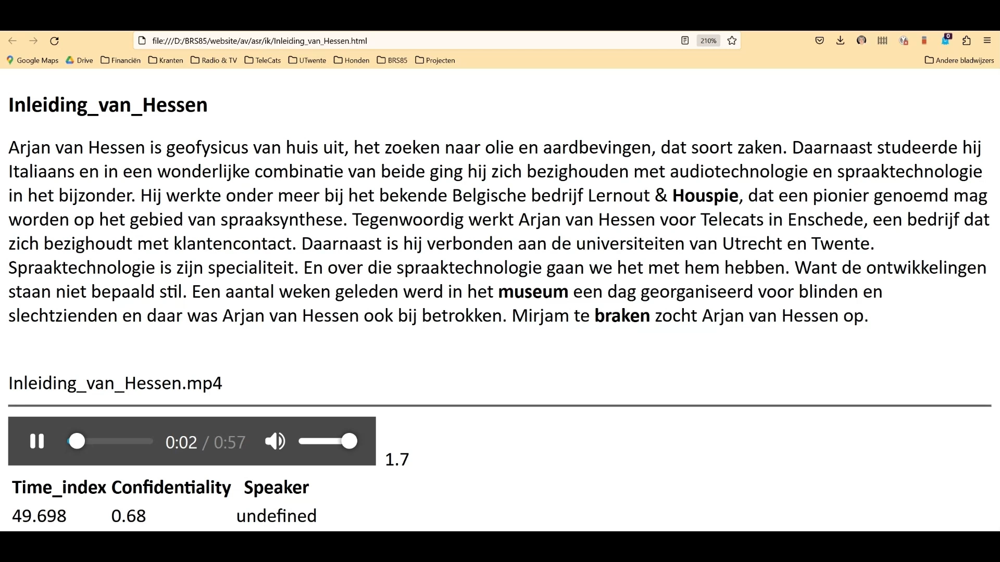 file:///D:/BRS85/website/av/asr/ik/Inleiding_van_Hessen.html
210%
0
Google Maps Drive Financiën Kranten Radio & TV TeleCats UTwente Honden BRS85 Projecten Andere bladwijzers
Inleiding_van_Hessen
Arjan van Hessen is geofysicus van huis uit, het zoeken naar olie en aardbevingen, dat soort zaken. Daarnaast studeerde hij
Italiaans en in een wonderlijke combinatie van beide ging hij zich bezighouden met audiotechnologie en spraaktechnologie
in het bijzonder. Hij werkte onder meer bij het bekende Belgische bedrijf Lernout & Houspie, dat een pionier genoemd mag
worden op het gebied van spraaksynthese. Tegenwoordig werkt Arjan van Hessen voor Telecats in Enschede, een bedrijf dat
zich bezighoudt met klantencontact. Daarnaast is hij verbonden aan de universiteiten van Utrecht en Twente.
Spraaktechnologie is zijn specialiteit. En over die spraaktechnologie gaan we het met hem hebben. Want de ontwikkelingen
staan niet bepaald stil. Een aantal weken geleden werd in het museum een dag georganiseerd voor blinden en
slechtzienden en daar was Arjan van Hessen ook bij betrokken. Mirjam te braken zocht Arjan van Hessen op.
Inleiding_van_Hessen.mp4
0:02 / 0:57
1.7
Time_index Confidentiality Speaker
49.698 0.68 undefined